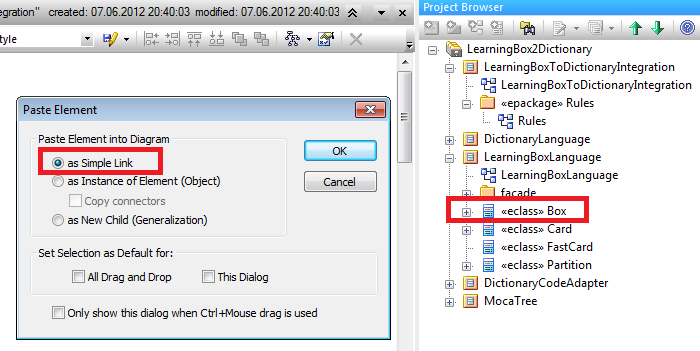 egration" created: 07.06.2012 20:40:03 modified: 07.06.2012 20:40:03
tyle
Paste Element
Paste Element into Diagram
as Simple Link
as Instance of Element (Object)
Copy connectors
as New Child (Generalization)
OK
Cancel
Set Selection as Default for:
All Drag and Drop
This Dialog
Only show this dialog when Ctrl+Mouse drag is used
Project Browser
LearningBox2Dictionary
LearningBoxToDictionaryIntegration
LearningBoxToDictionaryIntegration
«epackage» Rules
Rules
DictionaryLanguage
LearningBoxLanguage
LearningBoxLanguage
facade
«eclass» Box
«eclass» Card
«eclass» FastCard
«eclass» Partition
DictionaryCodeAdapter
MocaTree